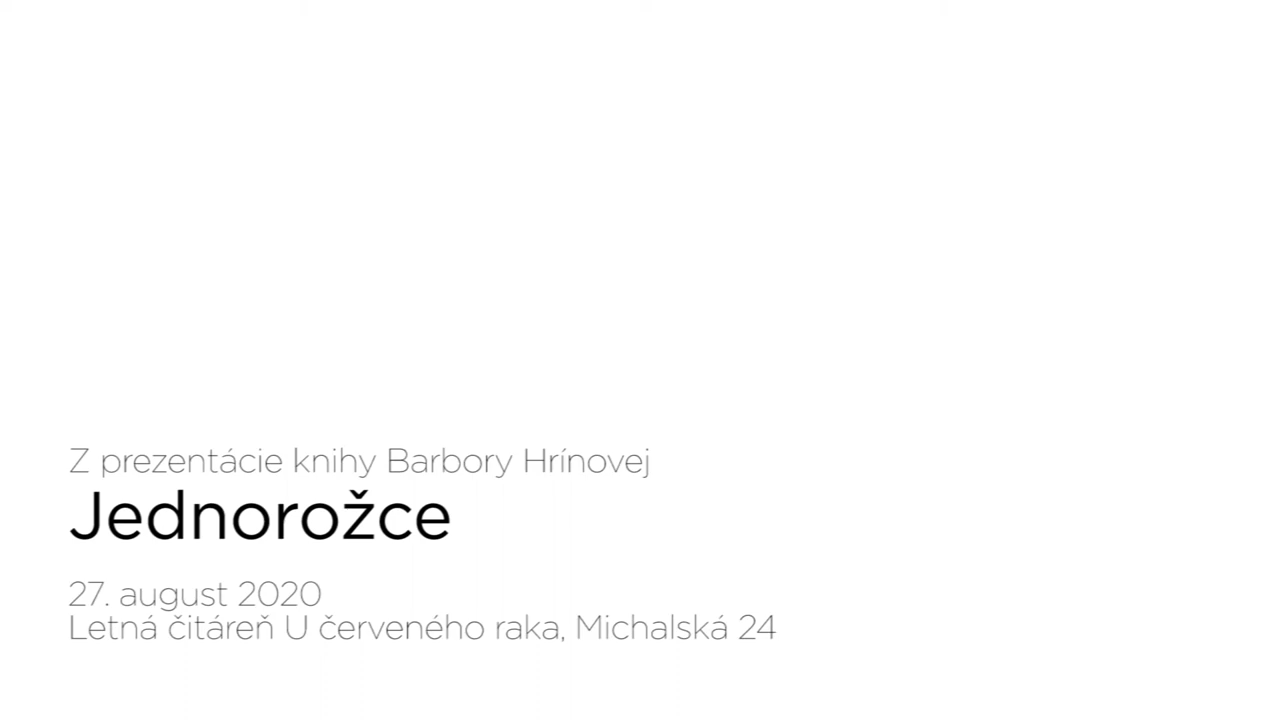 Z prezentácie knihy Barbory Hrínovej
Jednorožce
27. august 2020
Letná čitáreň U červeného raka, Michalská 24